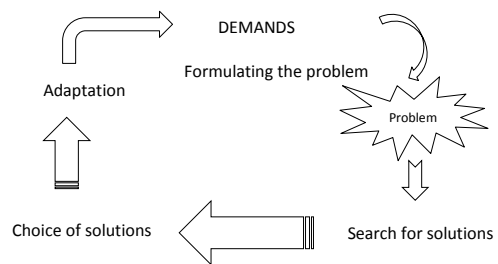 DEMANDS
Formulating the problem
Adaptation
Problem
Choice of solutions
Search for solutions